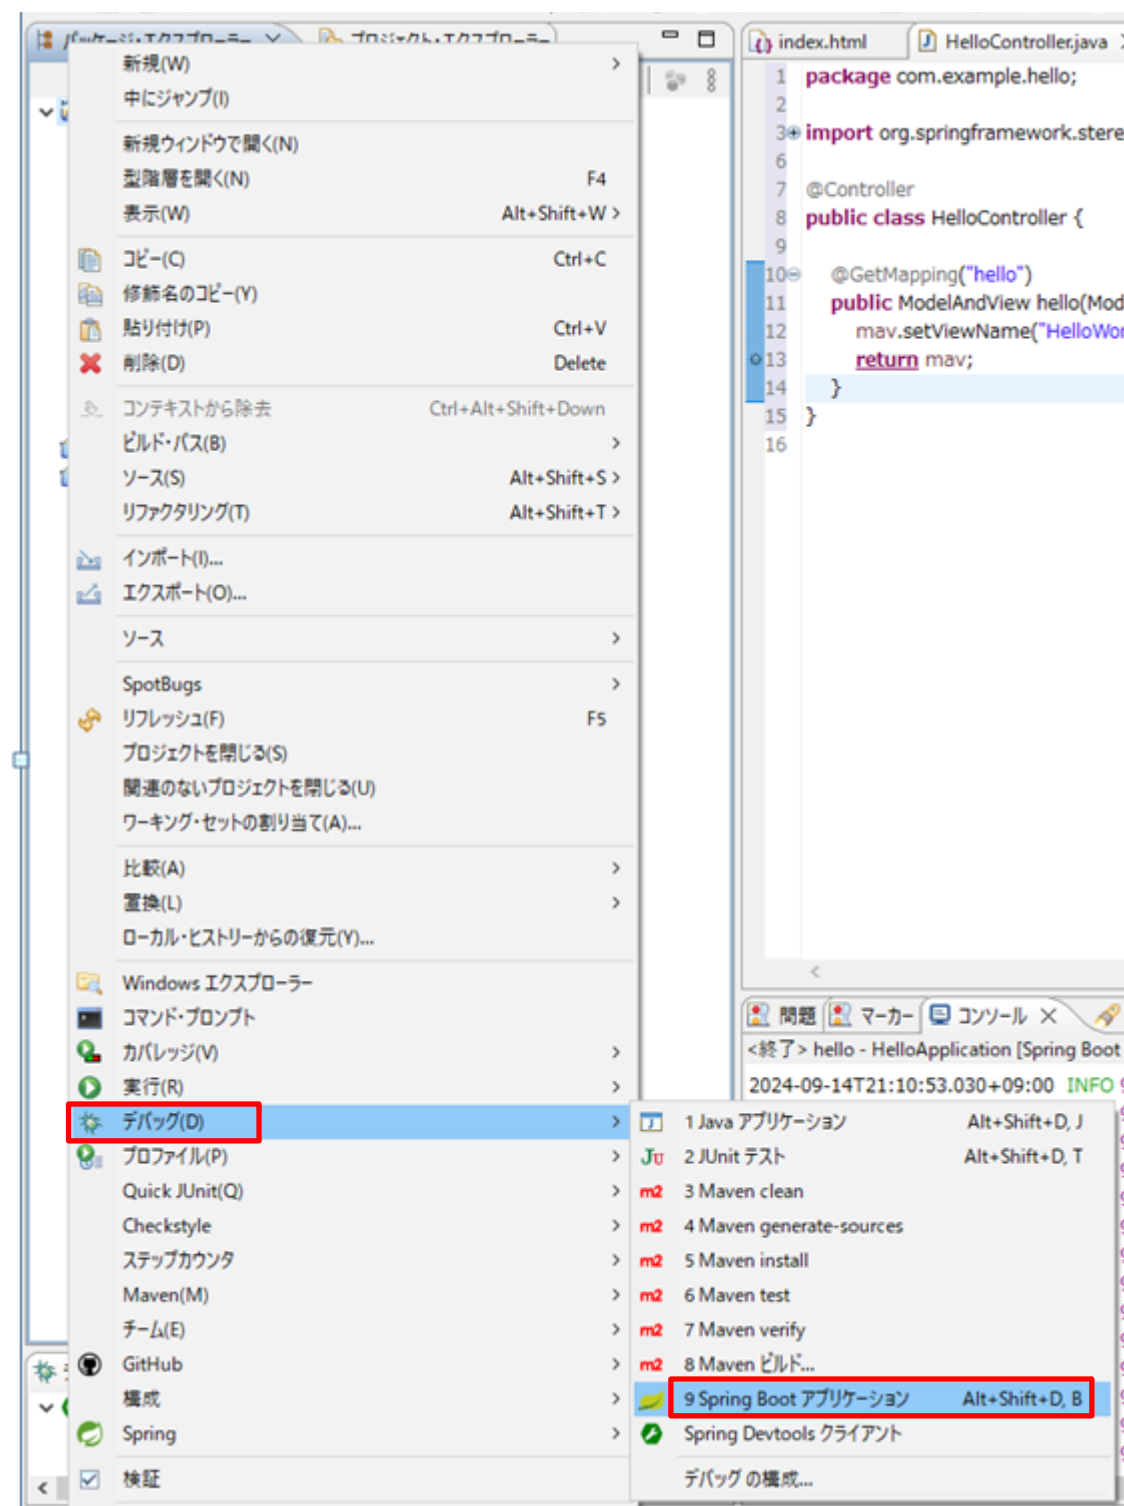 パッケージ・エクスプローラー
プロジェクト・エクスプローラー
新規(W)
中にジャンプ(I)
新規ウィンドウで開く(N)
型階層を開く(N) F4
表示(W) Alt+Shift+W >
コピー(C) Ctrl+C
修飾名のコピー(Y)
貼り付け(P) Ctrl+V
削除(D) Delete
コンテキストから除去 Ctrl+Alt+Shift+Down
ビルド・パス(B)
ソース(S) Alt+Shift+S >
リファクタリング(T) Alt+Shift+T >
インポート(I)...
エクスポート(O)...
ソース
SpotBugs
リフレッシュ(F) F5
プロジェクトを閉じる(S)
関連のないプロジェクトを閉じる(U)
ワーキング・セットの割り当て(A)...
比較(A)
置換(L)
ローカル・ヒストリーからの復元(Y)...
Windows エクスプローラー
コマンド・プロンプト
カバレッジ(V)
実行(R)
デバッグ(D)
プロファイル(P)
Quick JUnit(Q)
Checkstyle
ステップカウンタ
Maven(M)
チーム(E)
GitHub
構成
Spring
検証
1 Java アプリケーション Alt+Shift+D, J
2 JUnit テスト Alt+Shift+D, T
3 Maven clean
4 Maven generate-sources
5 Maven install
6 Maven test
7 Maven verify
8 Maven ビルド...
9 Spring Boot アプリケーション Alt+Shift+D, B
Spring Devtools クライアント
デバッグ の構成...
index.html
HelloController.java
1 package com.example.hello;
2
3 import org.springframework.stere
6
7 @Controller
8 public class HelloController {
9
10 @GetMapping("hello")
11 public ModelAndView hello(Mod
12 mav.setViewName("HelloWor
13 return mav;
14 }
15 }
16
問題 マーカー コンソール
<終了> hello - HelloApplication [Spring Boot
2024-09-14T21:10:53.030+09:00 INFO